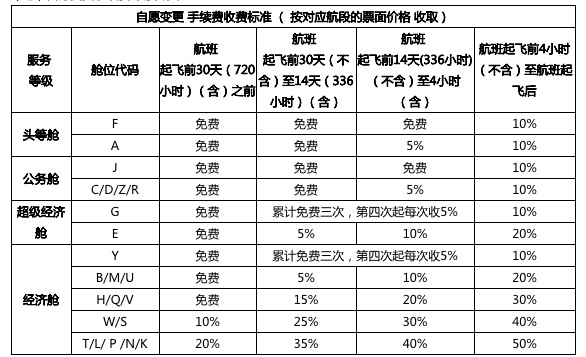 自愿变更 手续费收费标准（ 按对应航段的票面价格 收取）
服务
等级
舱位代码
航班
起飞前30天（720
小时）（含）之前
航班
起飞前30天（不
含）至14天（336
小时）（含）
航班
起飞前14天(336小时)
（不含）至4小时
（含）
航班起飞前4小时
（不含）至航班起
飞后
头等舱
F 免费 免费 免费 10%
A 免费 免费 5% 10%
公务舱
J 免费 免费 免费 10%
C/D/Z/R 免费 免费 5% 10%
超级经济
舱
G 免费 累计免费三次，第四次起每次收5% 10%
E 免费 5% 10% 20%
经济舱
Y 免费 累计免费三次，第四次起每次收5% 10%
B/M/U 免费 5% 10% 20%
H/Q/V 免费 15% 20% 30%
W/S 10% 25% 30% 40%
T/L/ P /N/K 20% 35% 40% 50%